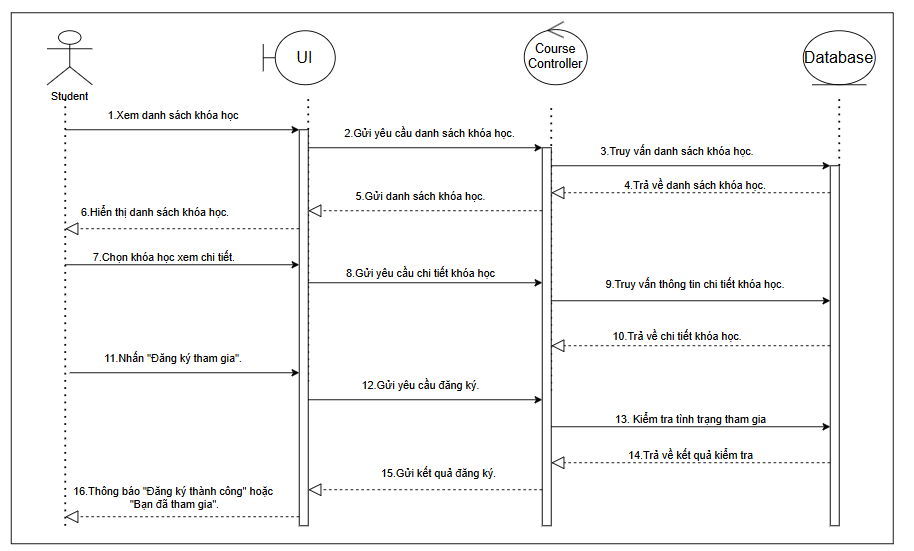 UI
Course
Controller
Database
Student
1.Xem danh sách khóa học
2.Gửi yêu cầu danh sách khóa học.
3.Truy vấn danh sách khóa học.
4.Trả về danh sách khóa học.
5.Gửi danh sách khóa học.
6.Hiển thị danh sách khóa học.
7.Chọn khóa học xem chi tiết.
8.Gửi yêu cầu chi tiết khóa học
9.Truy vấn thông tin chi tiết khóa học.
10.Trả về chi tiết khóa học.
11.Nhấn "Đăng ký tham gia".
12.Gửi yêu cầu đăng ký.
13. Kiểm tra tình trạng tham gia
14.Trả về kết quả kiểm tra
15.Gửi kết quả đăng ký.
16.Thông báo "Đăng ký thành công" hoặc
"Bạn đã tham gia".